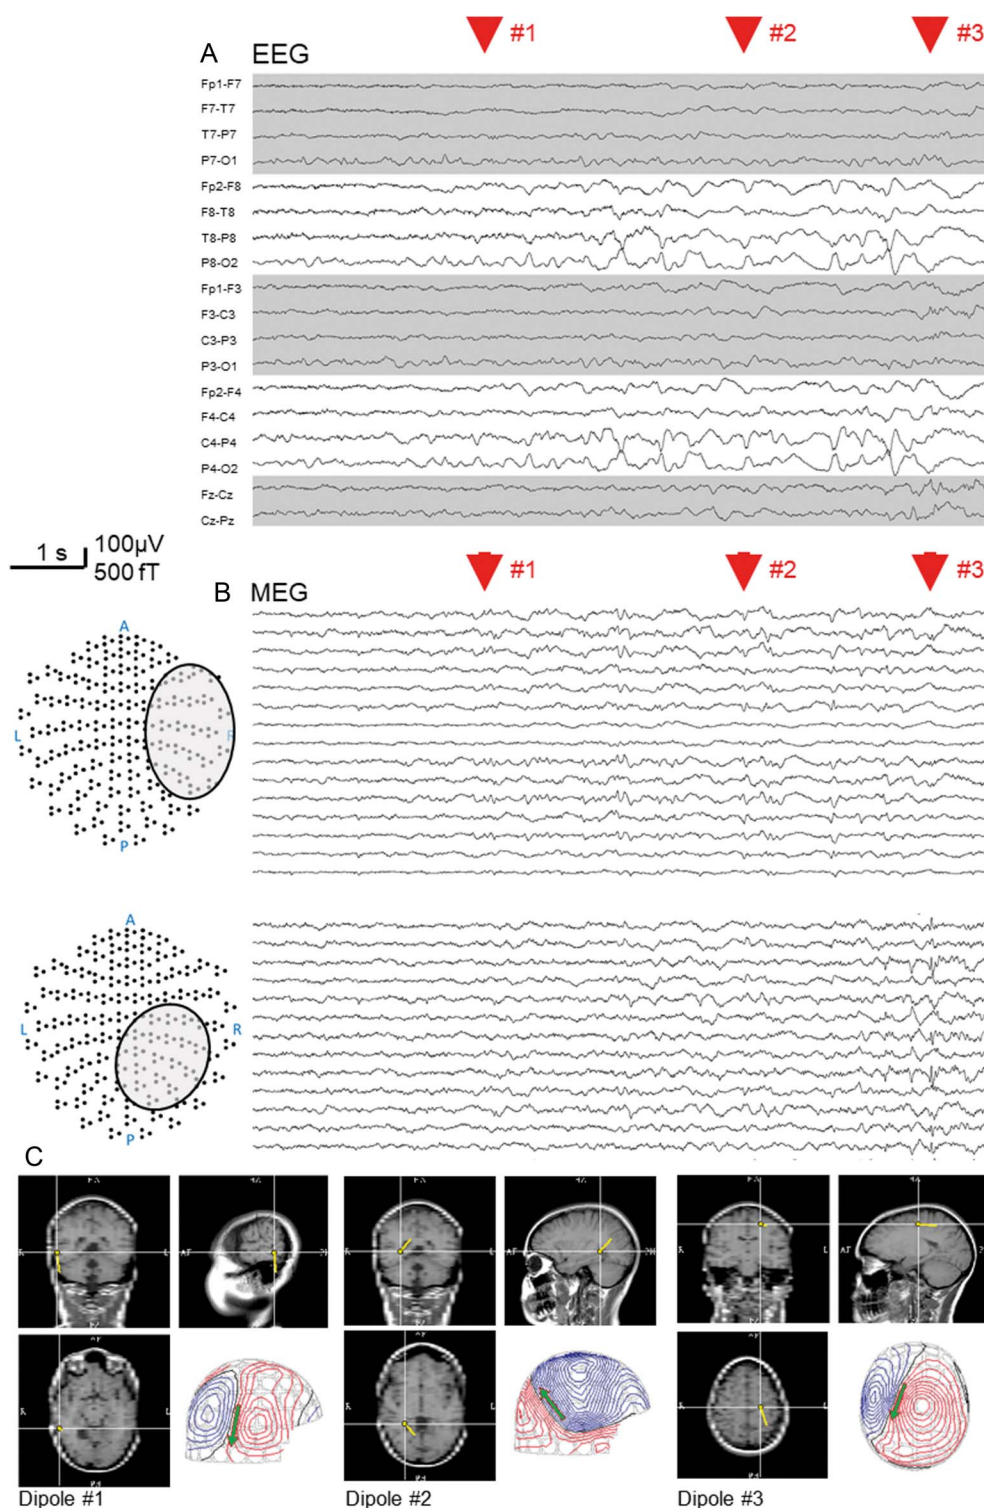 #1 #2 #3
A EEG
Fp1-F7
F7-T7
T7-P7
P7-O1
Fp2-F8
F8-T8
T8-P8
P8-O2
Fp1-F3
F3-C3
C3-P3
P3-O1
Fp2-F4
F4-C4
C4-P4
P4-O2
Fz-Cz
Cz-Pz
1 s 100µV
500 fT
#1 #2 #3
B MEG
A
L R
P
A
L R
P
C
R L
R L
R L
R
R
R
Dipole #1 Dipole #2 Dipole #3